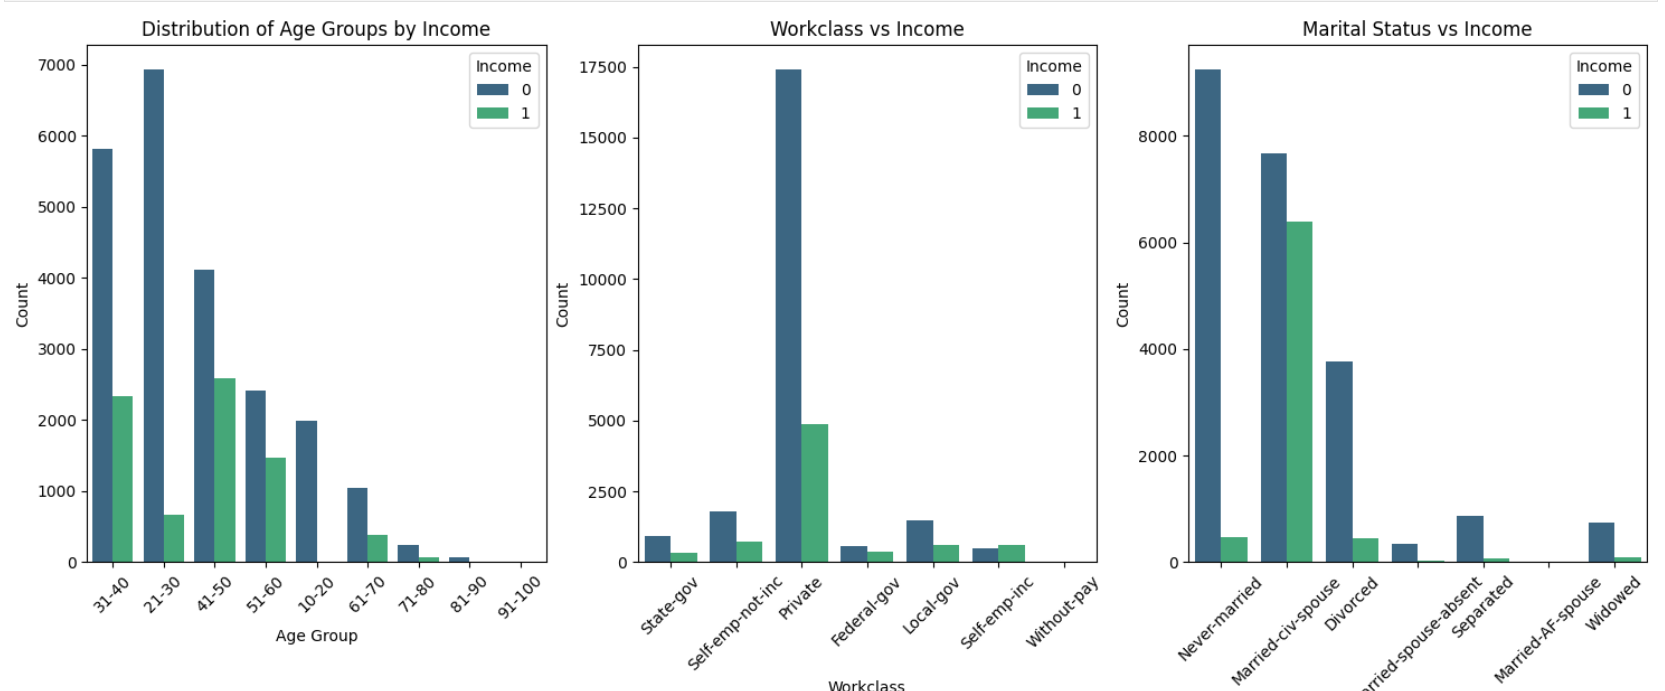 Distribution of Age Groups by Income
Count
7000
6000
5000
4000
3000
2000
1000
0
Income
0
1
31-40
21-30
41-50
51-60
10-20
61-70
71-80
81-90
91-100
Age Group
Workclass vs Income
Count
17500
15000
12500
10000
7500
5000
2500
0
Income
0
1
State-gov
Self-emp-not-inc
Private
Federal-gov
Local-gov
Self-emp-inc
Without-pay
Workclass
Marital Status vs Income
Count
8000
6000
4000
2000
0
Income
0
1
Never-married
Married-civ-spouse
Divorced
rried-spouse-absent
Separated
Married-AF-spouse
Widowed